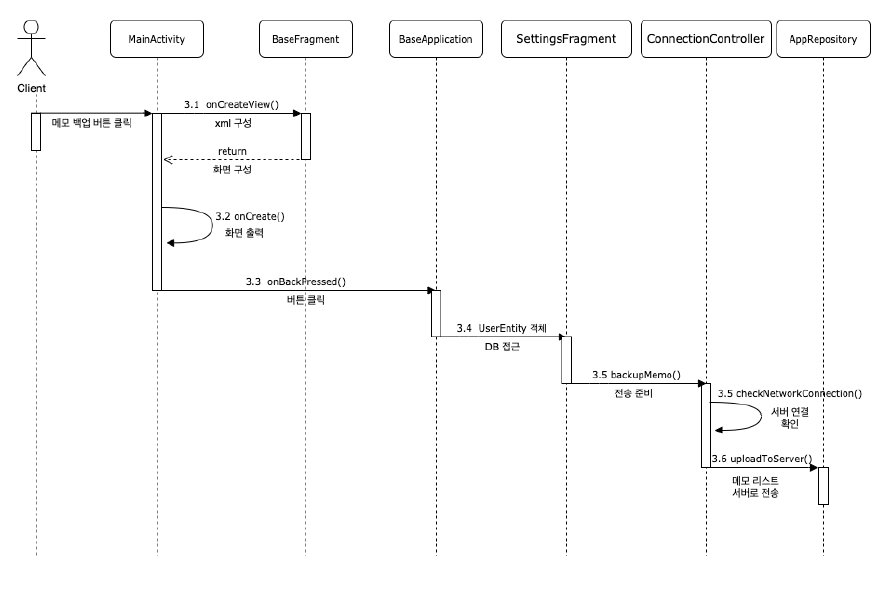 MainActivity
BaseFragment
BaseApplication
SettingsFragment
ConnectionController
AppRepository
Client
메모 백업 버튼 클릭
3.1 onCreateView()
xml 구성
return
화면 구성
3.2 onCreate()
화면 출력
3.3 onBackPressed()
버튼 클릭
3.4 UserEntity 객체
DB 접근
3.5 backupMemo()
전송 준비
3.5 checkNetworkConnection()
서버 연결
확인
3.6 uploadToServer()
메모 리스트
서버로 전송